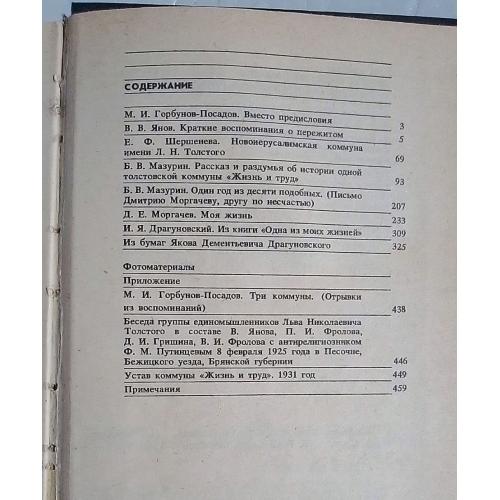 СОДЕРЖАНИЕ
М. И. Горбунов-Посадов. Вместо предисловия 3
В. В. Янов. Краткие воспоминания о пережитом 5
Е. Ф. Шершенева. Новоиерусалимская коммуна
имени Л. Н. Толстого 69
Б. В. Мазурин. Рассказ и раздумья об истории одной
толстовской коммуны «Жизнь и труд» 93
Б. В. Мазурин. Один год из десяти подобных. (Письмо
Дмитрию Моргачеву, другу по несчастью) 207
Д. Е. Моргачев. Моя жизнь 233
И. Я. Драгуновский. Из книги «Одна из моих жизней» 309
Из бумаг Якова Дементьевича Драгуновского 325
Фотоматериалы
Приложение
М. И. Горбунов-Посадов. Три коммуны. (Отрывки
из воспоминаний) 438
Беседа группы единомышленников Льва Николаевича
Толстого в составе В. Янова, П. И. Фролова,
Д. И. Гришина, В. И. Фролова с антирелигиозником
Ф. М. Путинцевым 8 февраля 1925 года в Песочне,
Бежицкого уезда, Брянской губернии 446
Устав коммуны «Жизнь и труд». 1931 год 449
Примечания 459